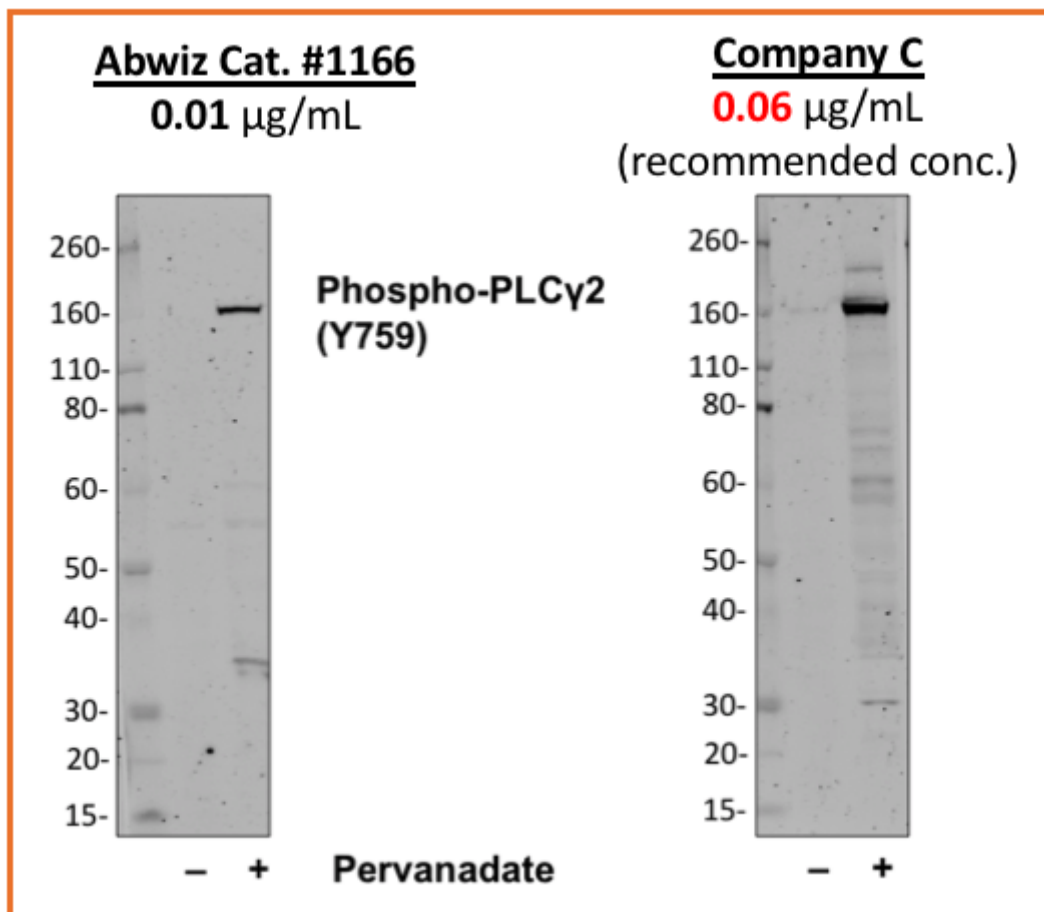 Abwiz Cat. #1166
0.01 µg/mL
Company C
0.06 µg/mL
(recommended conc.)
260-
160-
110-
80-
60-
50-
40-
30-
20-
15-
Phospho-PLCγ2
(Y759)
260-
160-
110-
80-
60-
50-
40-
30-
20-
15-
– + Pervanadate – +